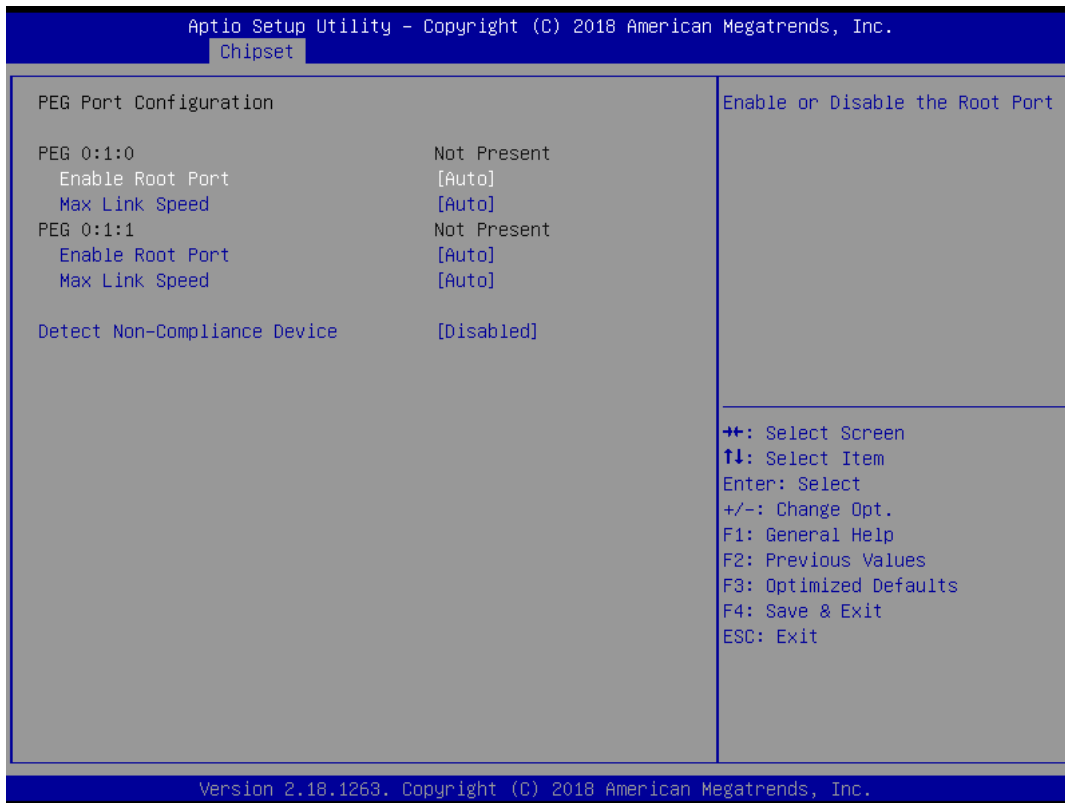 Aptio Setup Utility – Copyright (C) 2018 American Megatrends, Inc.
Chipset
PEG Port Configuration
PEG 0:1:0 Not Present
Enable Root Port [Auto]
Max Link Speed [Auto]
PEG 0:1:1 Not Present
Enable Root Port [Auto]
Max Link Speed [Auto]
Detect Non-Compliance Device [Disabled]
Enable or Disable the Root Port
→←: Select Screen
↑↓: Select Item
Enter: Select
+/-: Change Opt.
F1: General Help
F2: Previous Values
F3: Optimized Defaults
F4: Save & Exit
ESC: Exit
Version 2.18.1263. Copyright (C) 2018 American Megatrends, Inc.